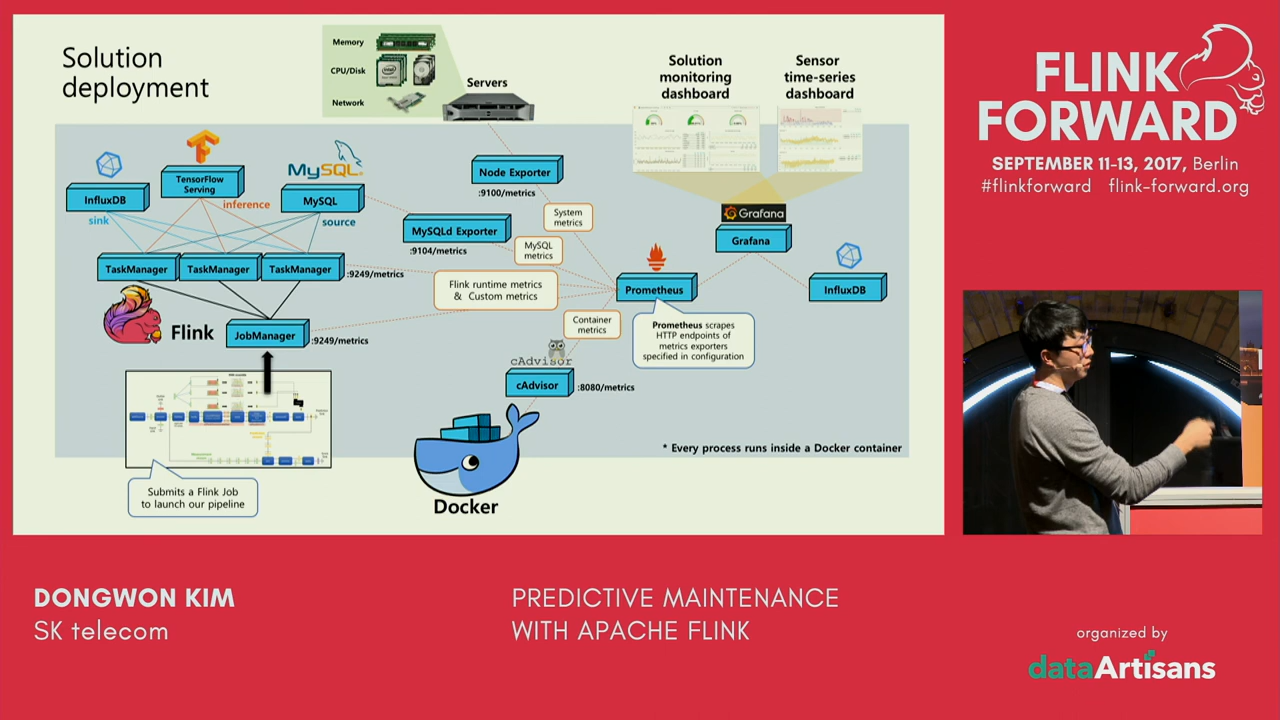 Solution
deployment
Memory
CPU/Disk
Network
Servers
Solution
monitoring
dashboard
Sensor
time-series
dashboard
InfluxDB
sink
TensorFlow
Serving
inference
MySQL
MySQL
source
Node Exporter
:9100/metrics
System
metrics
MySQLd Exporter
:9104/metrics
MySQL
metrics
Grafana
Grafana
TaskManager
TaskManager
TaskManager
:9249/metrics
Flink runtime metrics
& Custom metrics
Prometheus
InfluxDB
Flink
JobManager
:9249/metrics
Container
metrics
Prometheus scrapes
HTTP endpoints of
metrics exporters
specified in configuration
cAdvisor
cAdvisor
:8080/metrics
* Every process runs inside a Docker container
Submits a Flink Job
to launch our pipeline
Docker
FLINK
FORWARD
SEPTEMBER 11-13, 2017, Berlin
#flinkforward flink-forward.org
DONGWON KIM
SK telecom
PREDICTIVE MAINTENANCE
WITH APACHE FLINK
organized by
dataArtisans